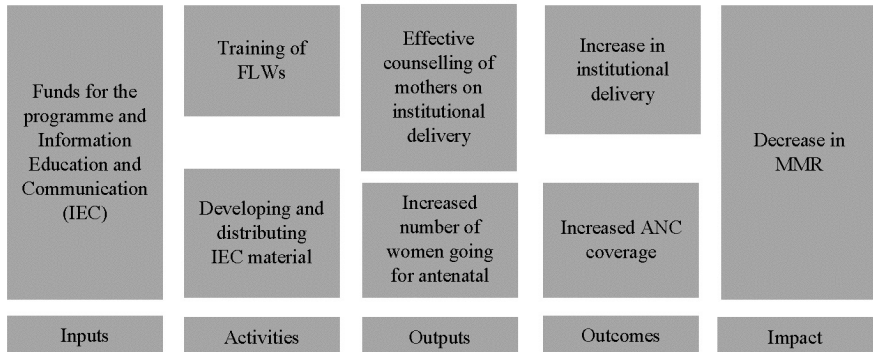 Funds for the
programme and
Information
Education and
Communication
(IEC)
Training of
FLWs
Developing and
distributing
IEC material
Effective
counselling of
mothers on
institutional
delivery
Increased
number of
women going
for antenatal
Increase in
institutional
delivery
Increased ANC
coverage
Decrease in
MMR
Inputs
Activities
Outputs
Outcomes
Impact